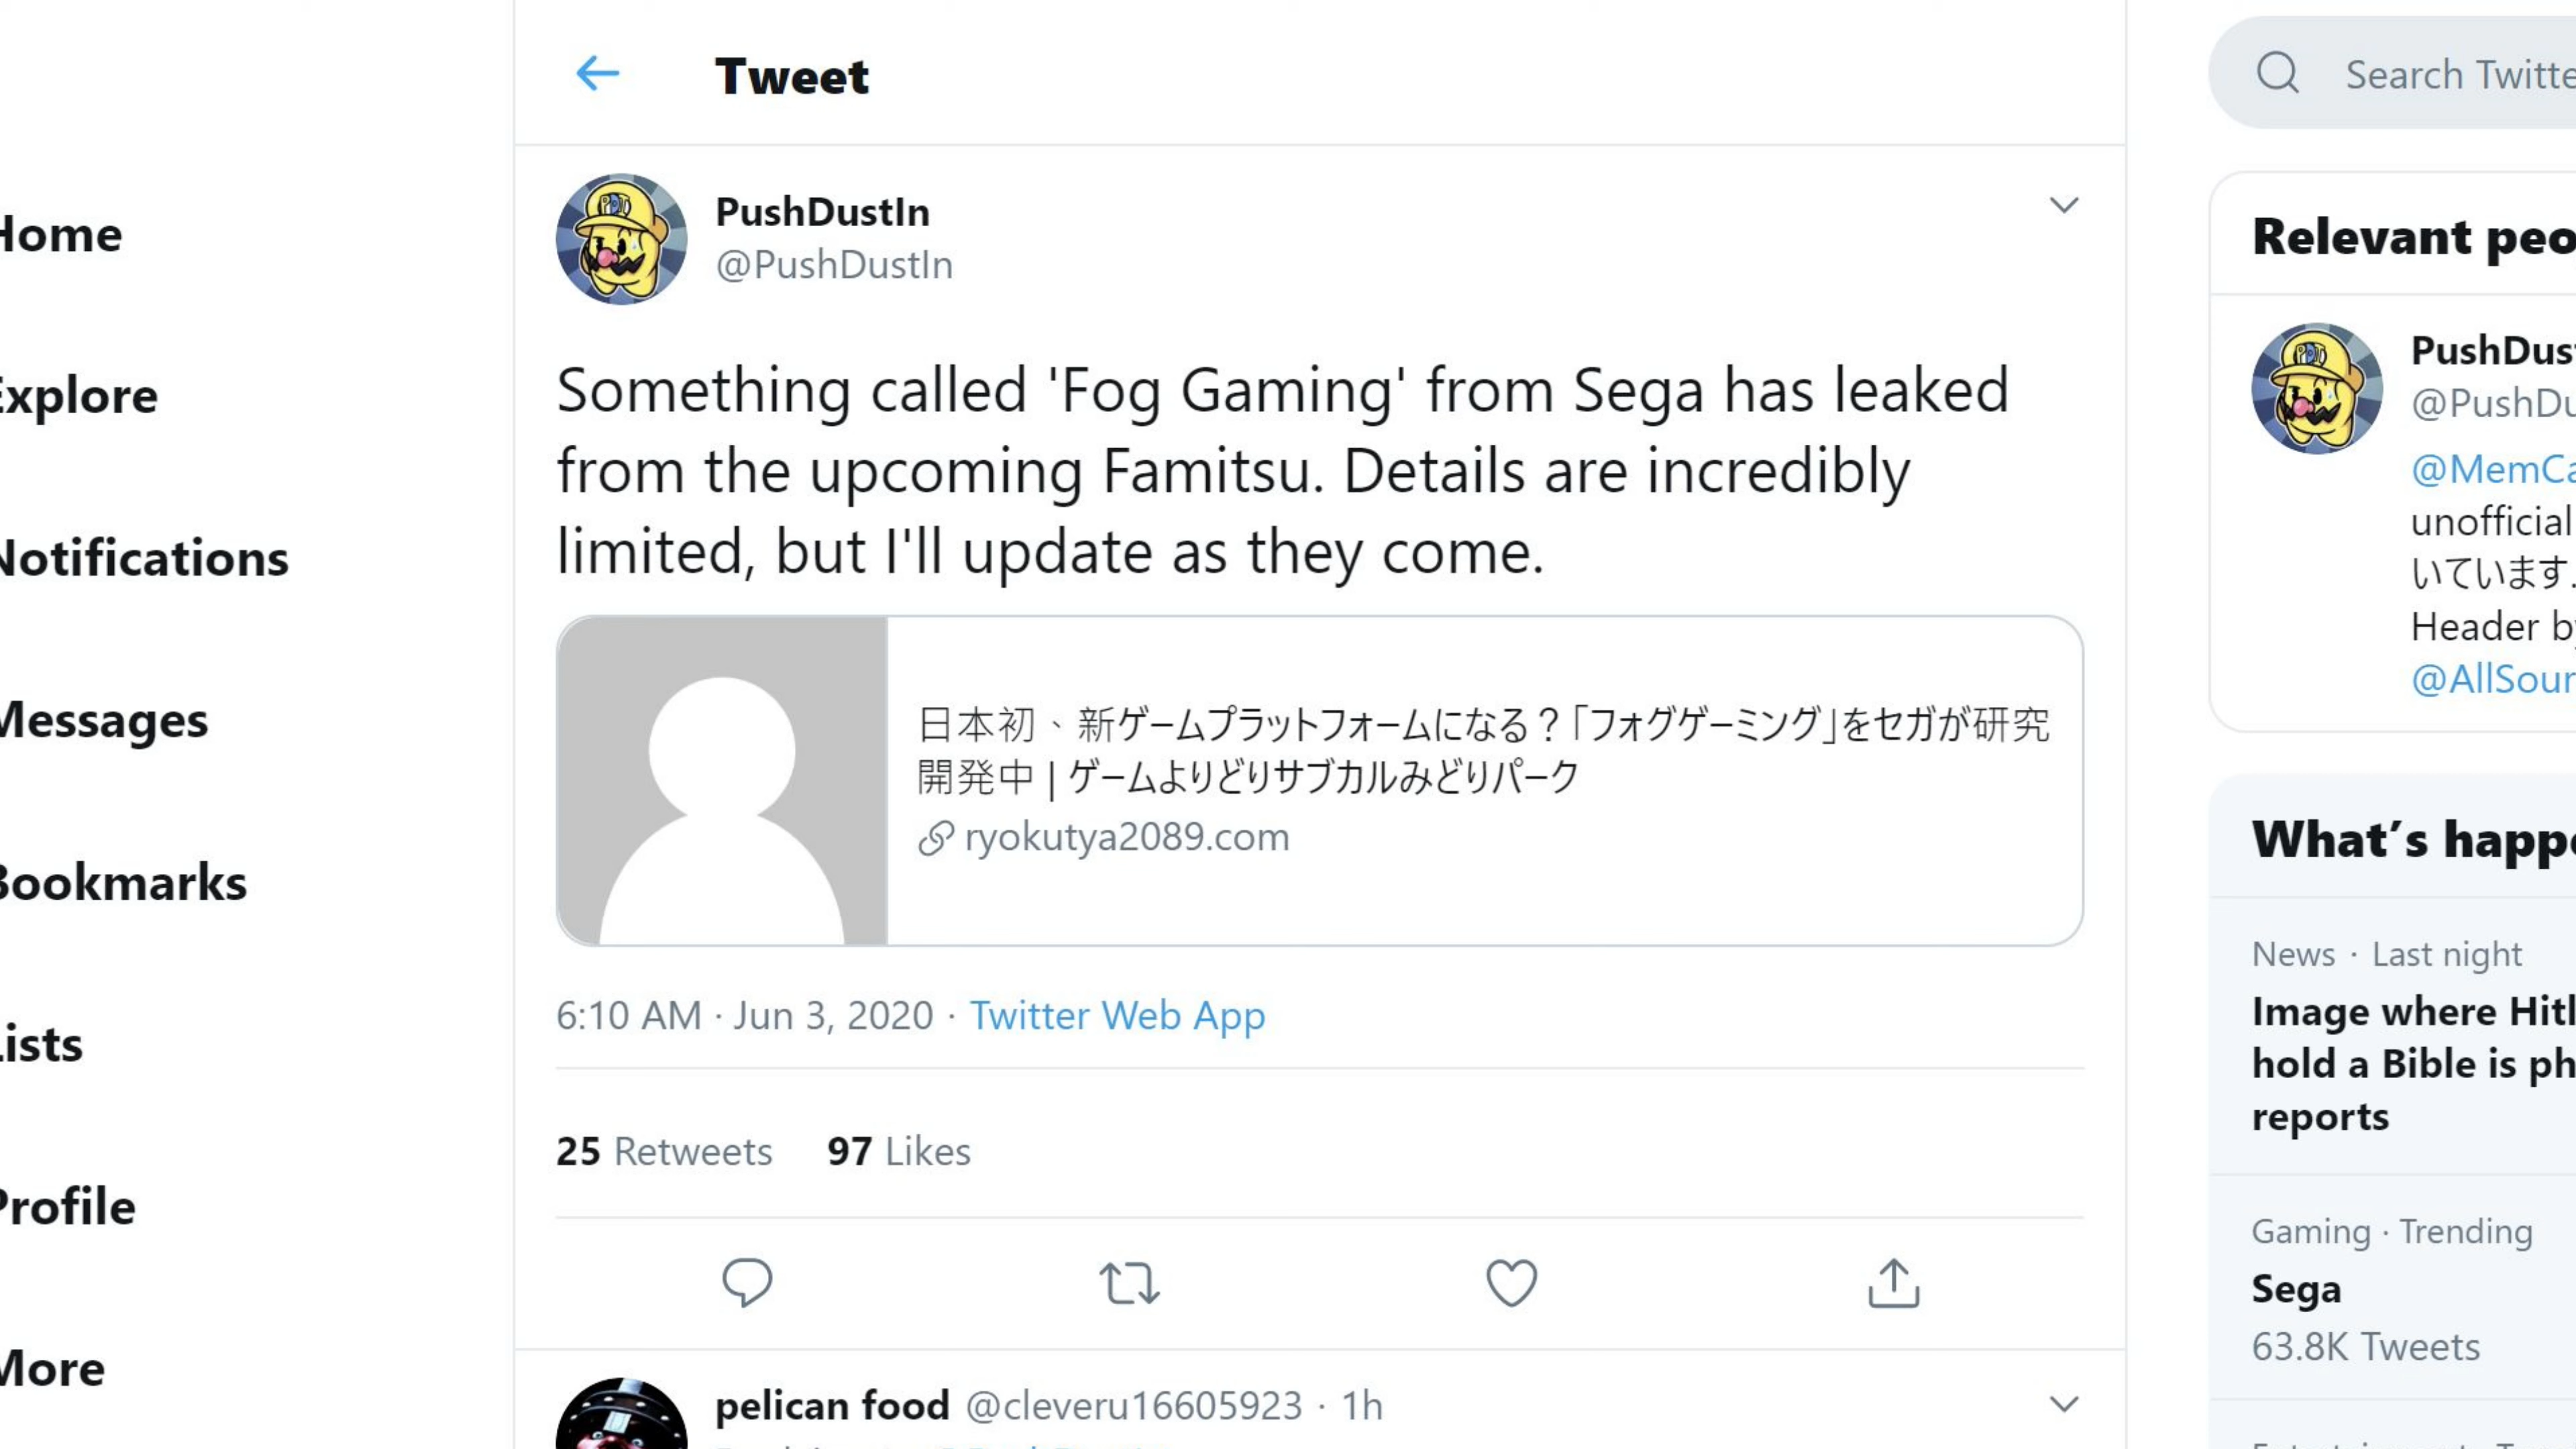 Home
Explore
Notifications
Messages
Bookmarks
Lists
Profile
More
Tweet
PushDustIn
@PushDustIn
Something called 'Fog Gaming' from Sega has leaked
from the upcoming Famitsu. Details are incredibly
limited, but I'll update as they come.
日本初、新ゲームプラットフォームになる？「フォグゲーミング」をセガが研究
開発中 | ゲームよりどりサブカルみどりパーク
ryokutya2089.com
6:10 AM · Jun 3, 2020 · Twitter Web App
25 Retweets 97 Likes
pelican food @cleveru16605923 · 1h
Search Twitte
Relevant peo
PushDus
@PushDu
@MemCa
unofficial
いています.
Header by
@AllSour
What's happe
News · Last night
Image where Hitl
hold a Bible is ph
reports
Gaming · Trending
Sega
63.8K Tweets